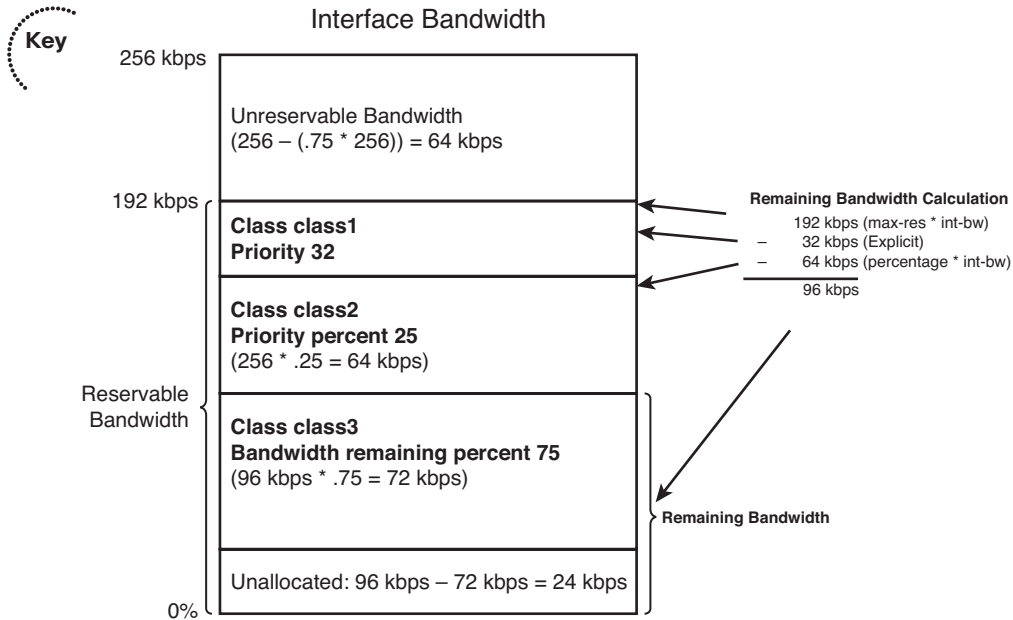 Key
Interface Bandwidth
256 kbps
Unreservable Bandwidth
(256 – (.75 * 256)) = 64 kbps
192 kbps
Class class1
Priority 32
Class class2
Priority percent 25
(256 * .25 = 64 kbps)
Reservable
Bandwidth
Class class3
Bandwidth remaining percent 75
(96 kbps * .75 = 72 kbps)
Unallocated: 96 kbps – 72 kbps = 24 kbps
0%
Remaining Bandwidth Calculation
192 kbps (max-res * int-bw)
– 32 kbps (Explicit)
– 64 kbps (percentage * int-bw)
96 kbps
Remaining Bandwidth